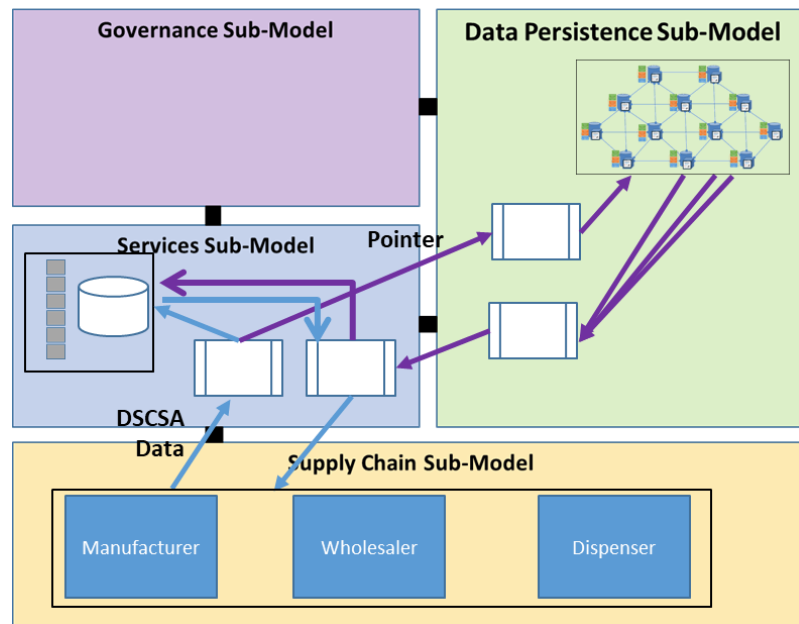 Governance Sub-Model
Data Persistence Sub-Model
Services Sub-Model
Pointer
DSCSA
Data
Supply Chain Sub-Model
Manufacturer
Wholesaler
Dispenser